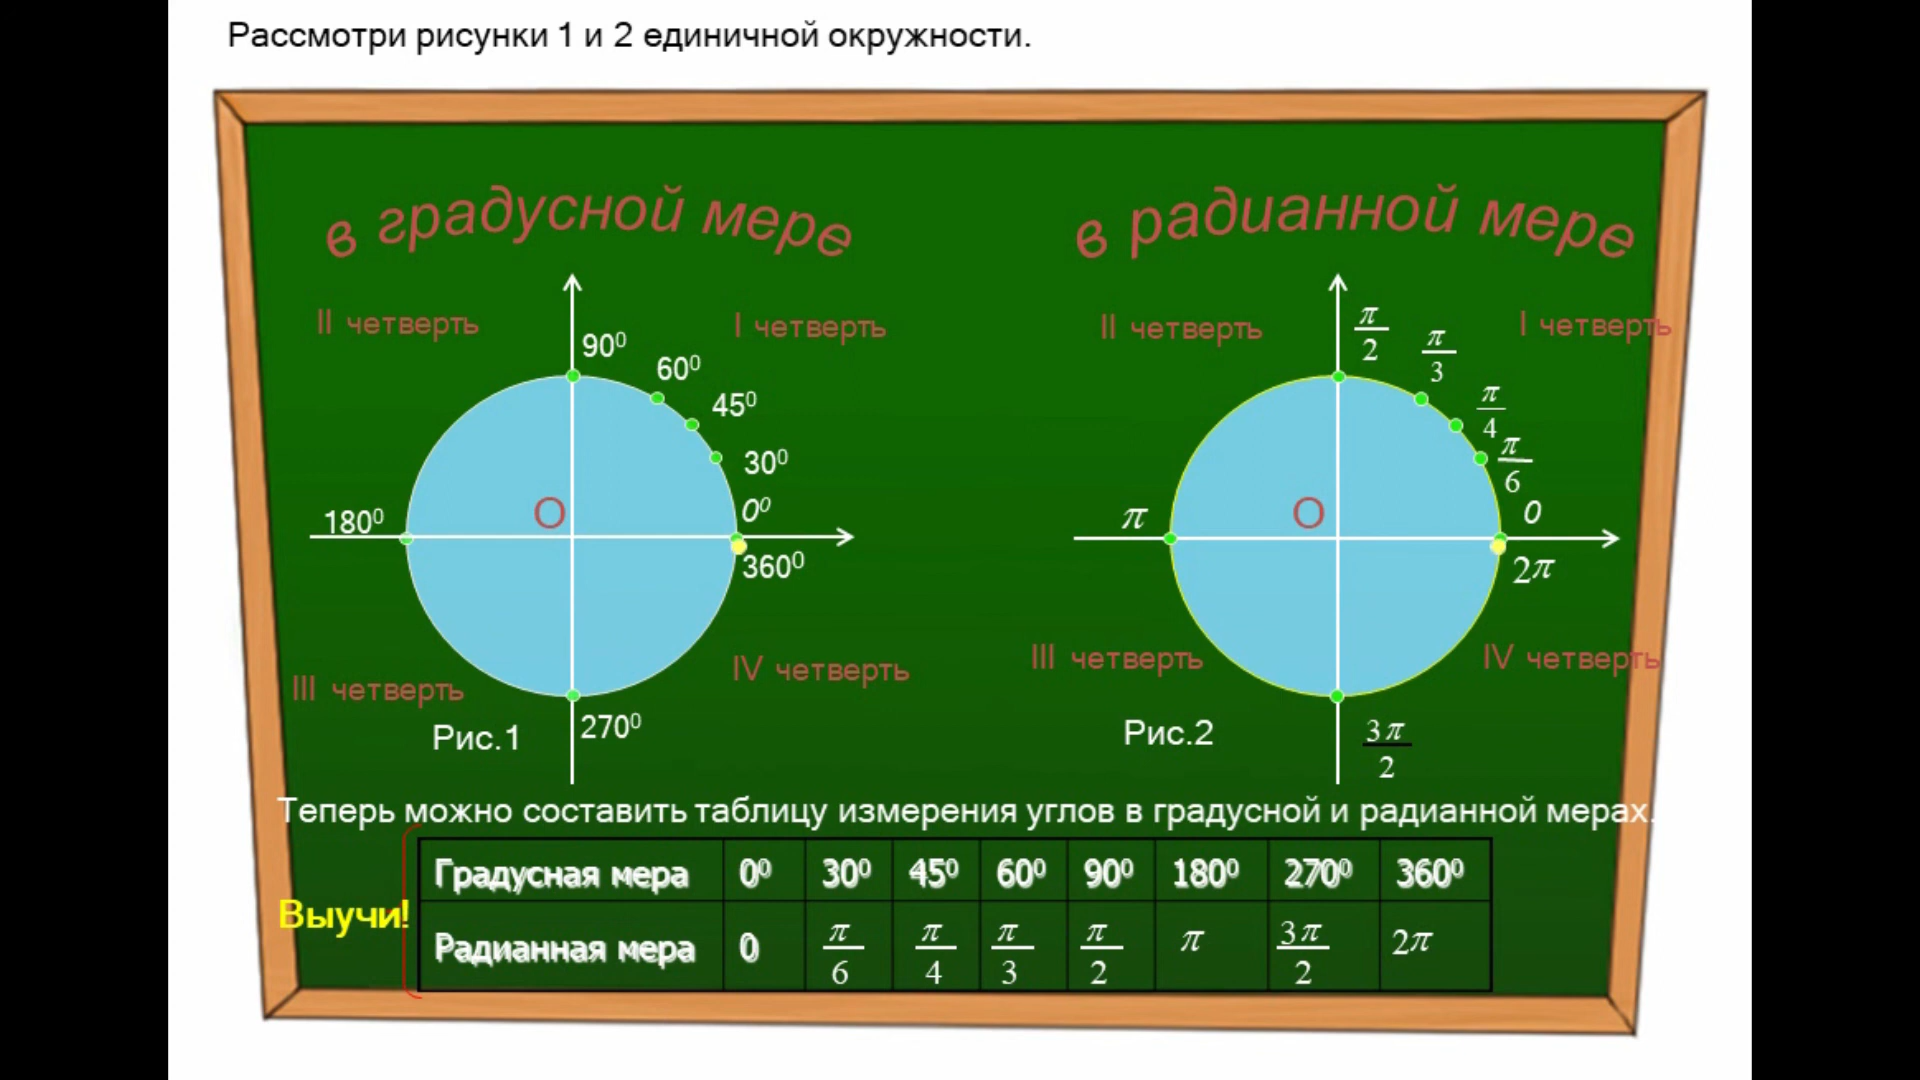 Рассмотри рисунки 1 и 2 единичной окружности.
в градусной мере
в радианной мере
II четверть
I четверть
90⁰
60⁰
45⁰
30⁰
0⁰
180⁰
O
360⁰
III четверть
IV четверть
270⁰
Рис.1
II четверть
I четверть
π/2
π/3
π/4
π/6
0
π
O
2π
III четверть
IV четверть
3π/2
Рис.2
Теперь можно составить таблицу измерения углов в градусной и радианной мерах.
Выучи!
Градусная мера 0⁰ 30⁰ 45⁰ 60⁰ 90⁰ 180⁰ 270⁰ 360⁰
Радианная мера 0 π/6 π/4 π/3 π/2 π 3π/2 2π